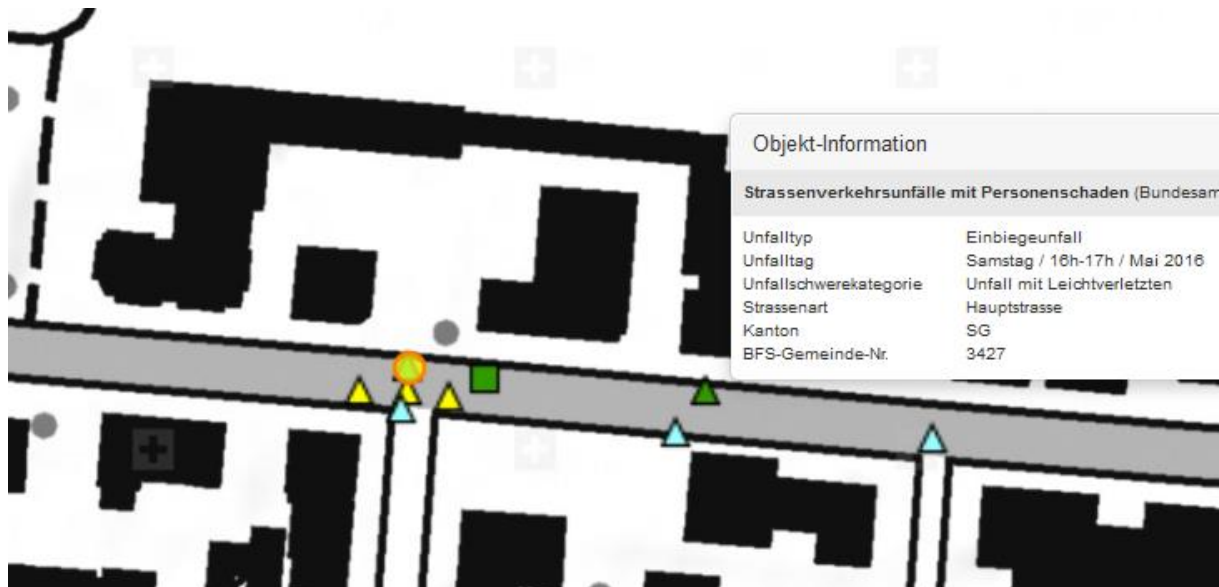 Objekt-Information
Strassenverkehrsunfälle mit Personenschaden (Bundesam
Unfalltyp Einbiegeunfall
Unfalltag Samstag / 16h-17h / Mai 2016
Unfallschwerekategorie Unfall mit Leichtverletzten
Strassenart Hauptstrasse
Kanton SG
BFS-Gemeinde-Nr. 3427